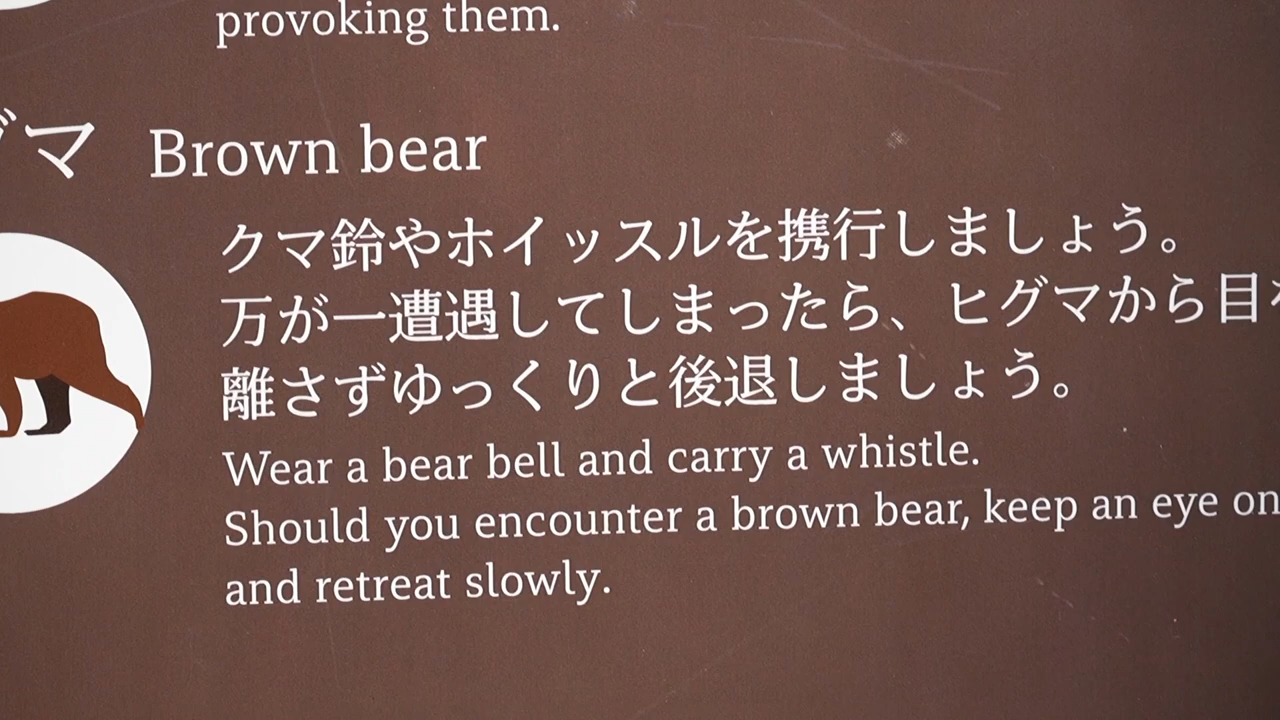 provoking them.
グマ Brown bear
クマ鈴やホイッスルを携行しましょう。
万が一遭遇してしまったら、ヒグマから目を
離さずゆっくりと後退しましょう。
Wear a bear bell and carry a whistle.
Should you encounter a brown bear, keep an eye on
and retreat slowly.